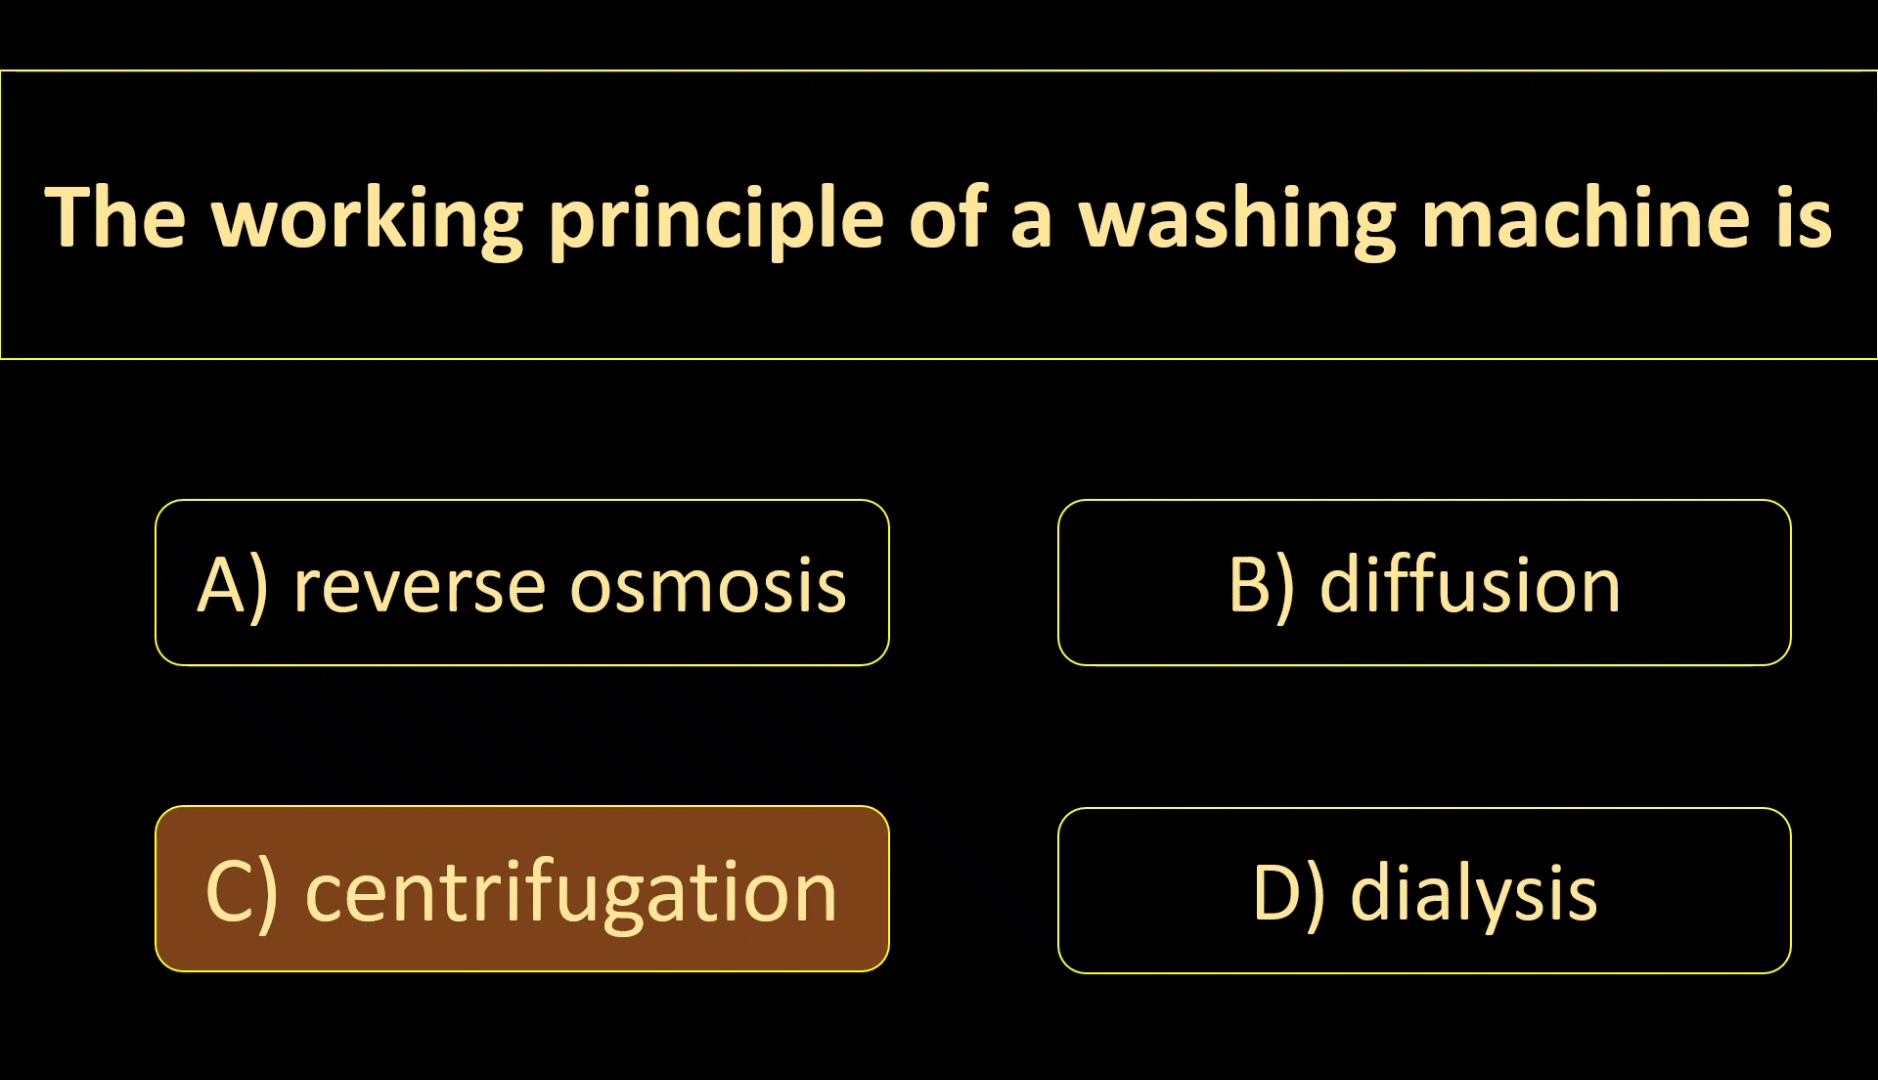 The working principle of a washing machine is
A) reverse osmosis
B) diffusion
C) centrifugation
D) dialysis